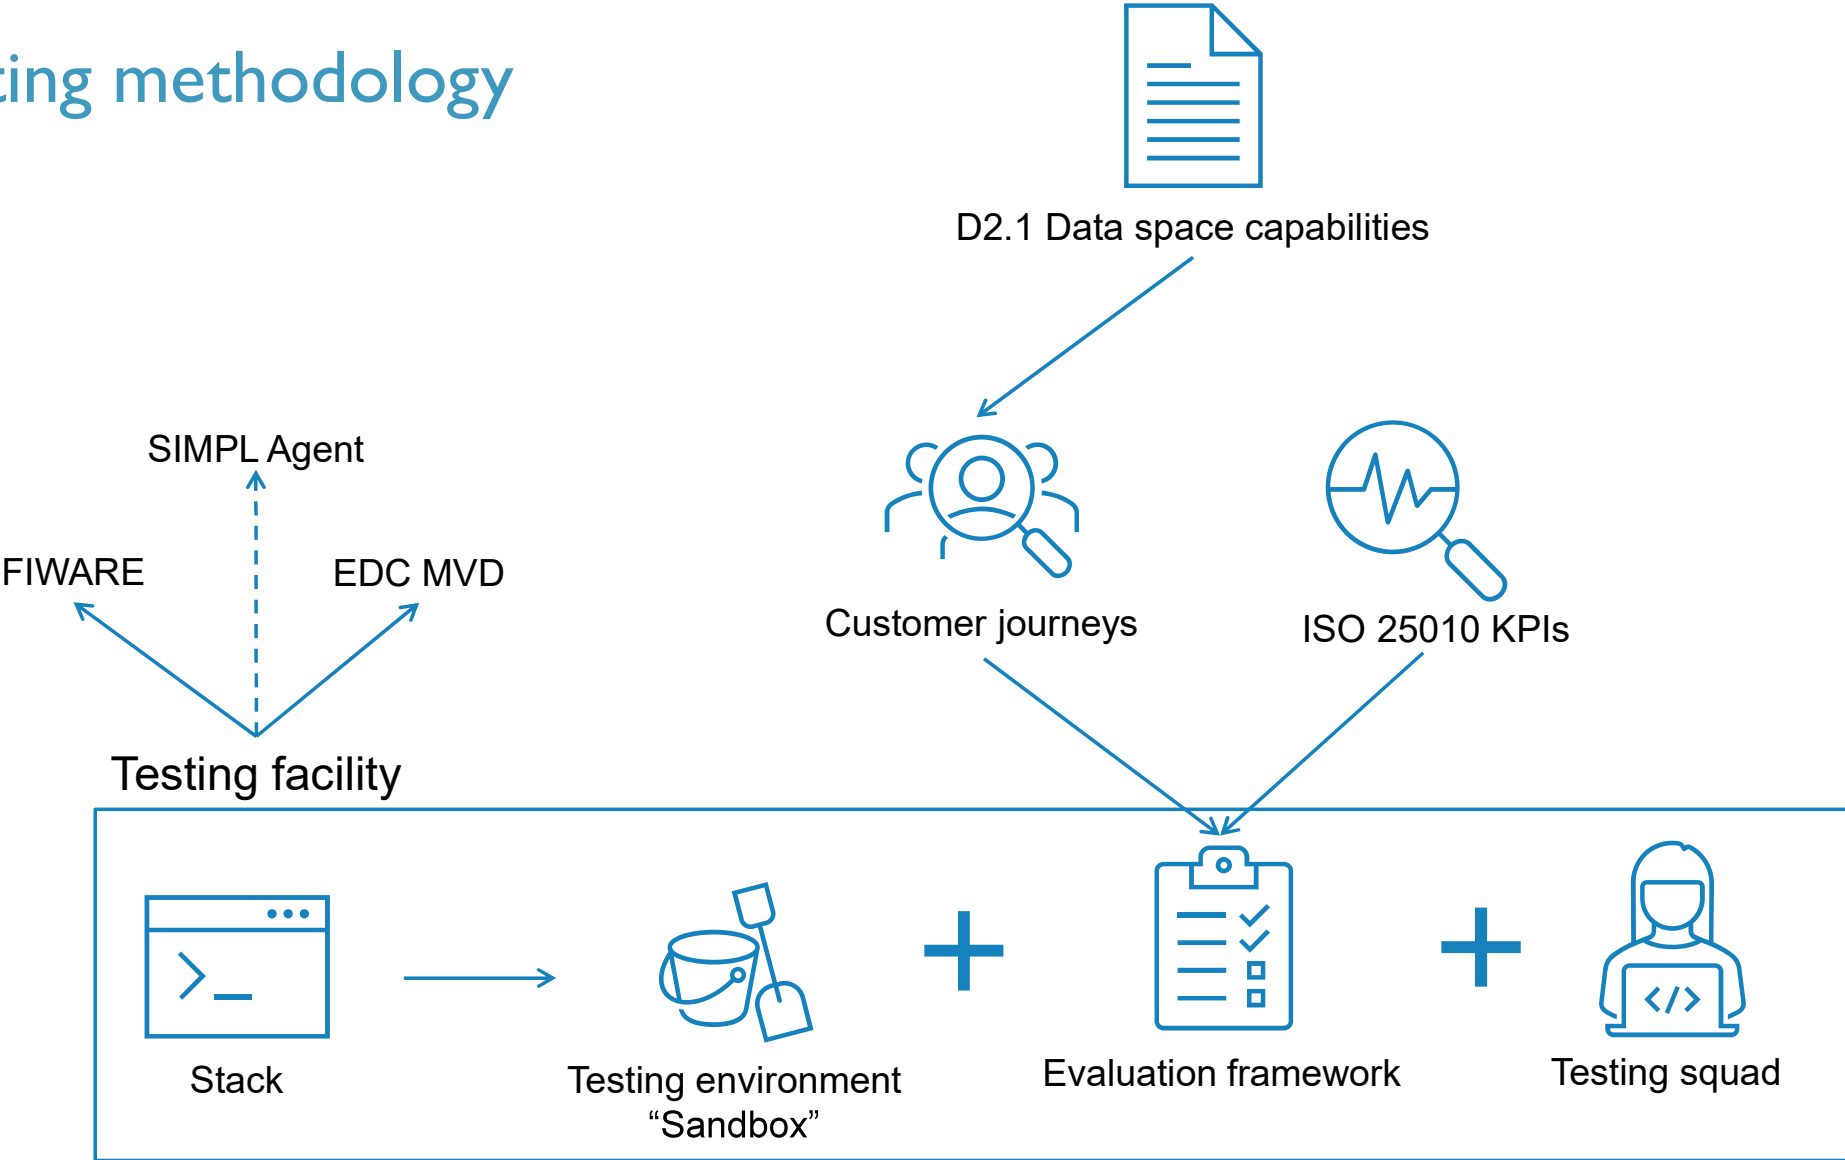 ting methodology
D2.1 Data space capabilities
SIMPL Agent
FIWARE
EDC MVD
Customer journeys
ISO 25010 KPIs
Testing facility
Stack
Testing environment
“Sandbox”
Evaluation framework
Testing squad